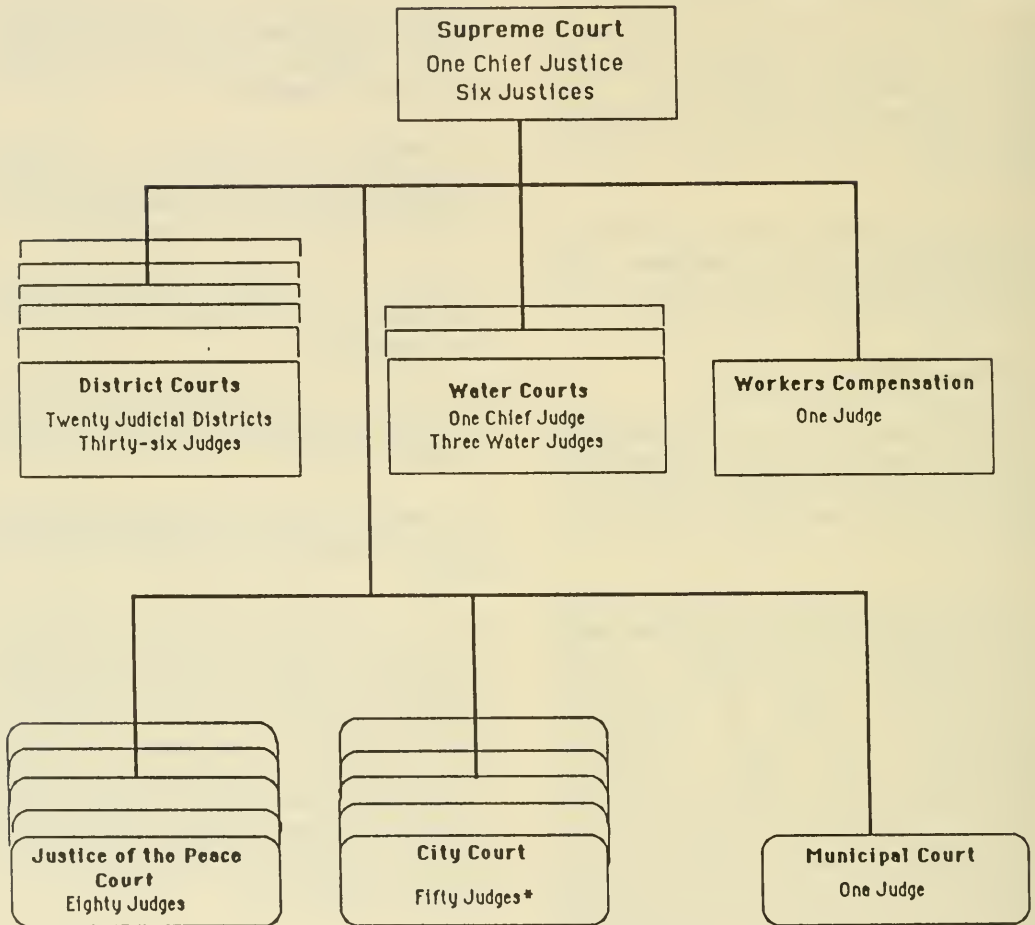 Supreme Court
One Chief Justice
Six Justices
District Courts
Twenty Judicial Districts
Thirty-six Judges
Water Courts
One Chief Judge
Three Water Judges
Workers Compensation
One Judge
Justice of the Peace
Court
Eighty Judges
City Court
Fifty Judges*
Municipal Court
One Judge